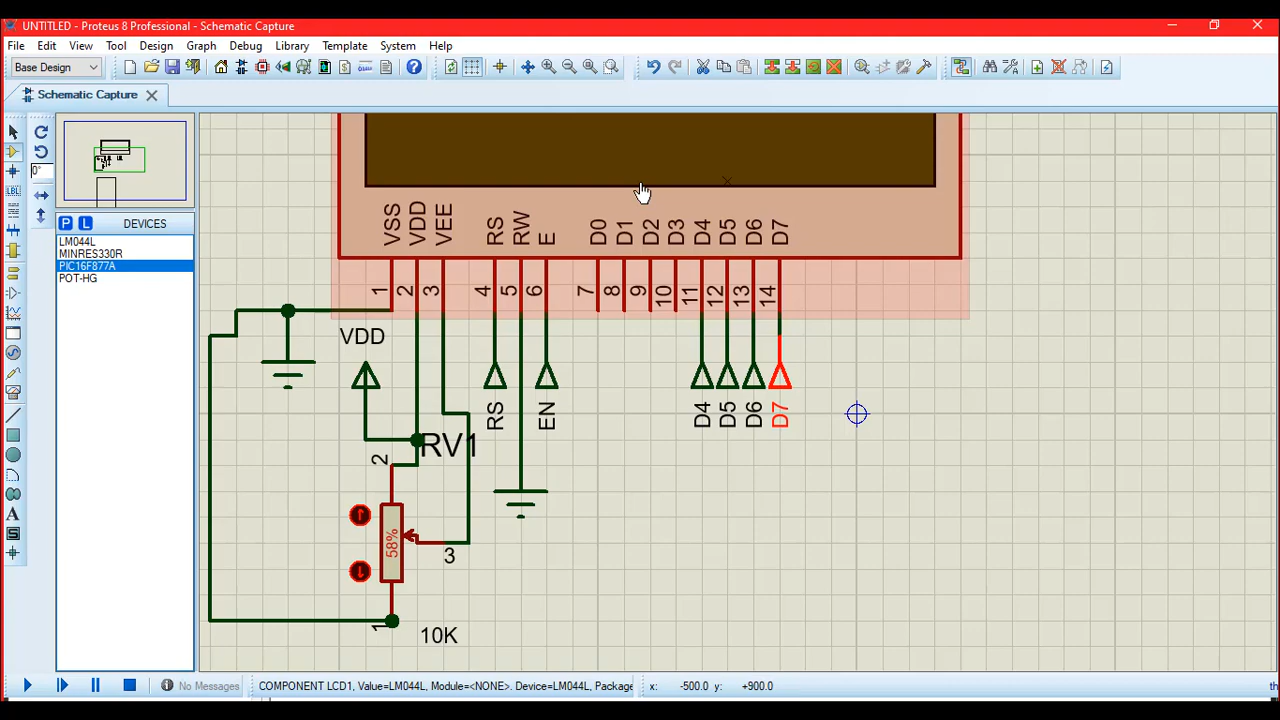 UNTITLED - Proteus 8 Professional - Schematic Capture
File Edit View Tool Design Graph Debug Library Template System Help
Base Design
Schematic Capture
0°
LBL
P L DEVICES
LM044L
MINRES330R
PIC16F877A
POT-HG
VSS VDD VEE RS RW E D0 D1 D2 D3 D4 D5 D6 D7
1 2 3 4 5 6 7 8 9 10 11 12 13 14
VDD
RS EN D4 D5 D6 D7
RV1
2
58%
3
1
10K
A
S
No Messages
COMPONENT LCD1, Value=LM044L, Module=<NONE>. Device=LM044L, Package
x: -500.0 y: +900.0 th